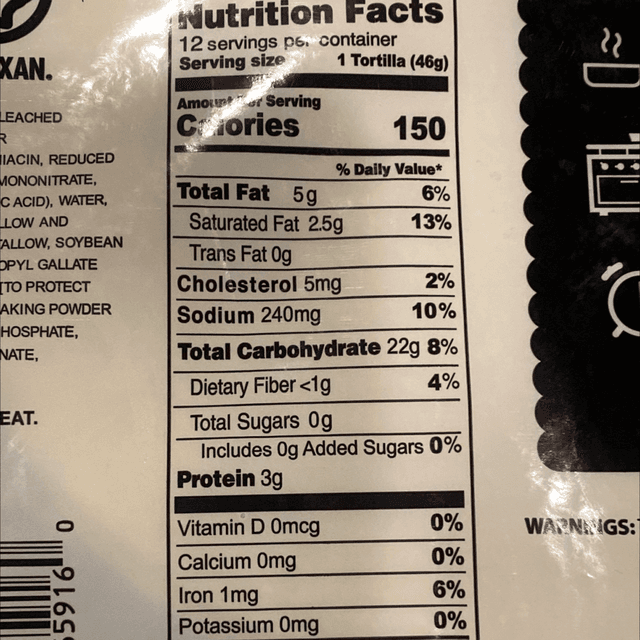 XAN.
LEACHED
R
IACIN, REDUCED
MONONITRATE,
C ACID), WATER,
LLOW AND
TALLOW, SOYBEAN
OPYL GALLATE
TO PROTECT
AKING POWDER
HOSPHATE,
NATE,
EAT.
55916 0
Nutrition Facts
12 servings per container
Serving size 1 Tortilla (46g)
Amount Per Serving
Calories 150
% Daily Value*
Total Fat 5g 6%
Saturated Fat 2.5g 13%
Trans Fat 0g
Cholesterol 5mg 2%
Sodium 240mg 10%
Total Carbohydrate 22g 8%
Dietary Fiber <1g 4%
Total Sugars 0g
Includes 0g Added Sugars 0%
Protein 3g
Vitamin D 0mcg 0%
Calcium 0mg 0%
Iron 1mg 6%
Potassium 0mg 0%
WARNINGS: